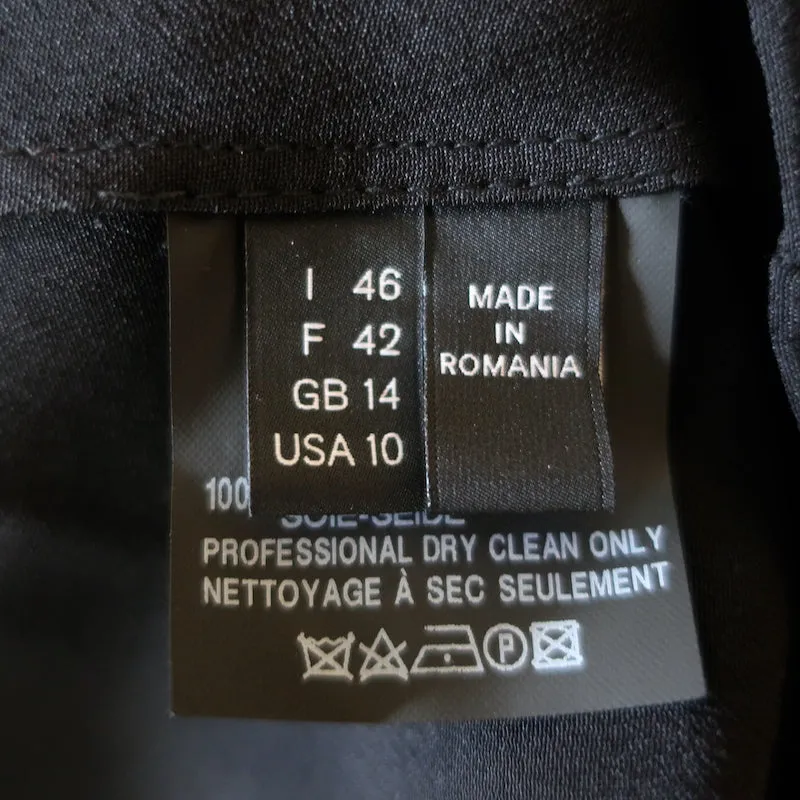 I 46
F 42
GB 14
USA 10
MADE
IN
ROMANIA
100
SOIE-SEIDE
PROFESSIONAL DRY CLEAN ONLY
NETTOYAGE À SEC SEULEMENT
P